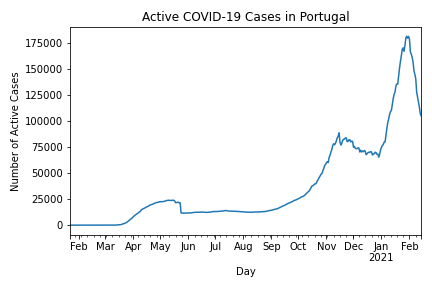 Active COVID-19 Cases in Portugal
Number of Active Cases
175000
150000
125000
100000
75000
50000
25000
0
Feb Mar Apr May Jun Jul Aug Sep Oct Nov Dec Jan Feb
2021
Day